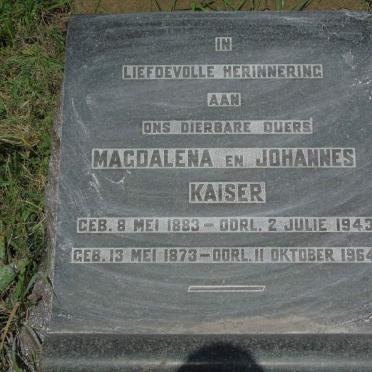 IN
LIEFDEVOLLE HERINNERING
AAN
ONS DIERBARE OUERS
MAGDALENA EN JOHANNES
KAISER
GEB. 8 MEI 1883 – OORL. 2 JULIE 1943
GEB. 13 MEI 1873 – OORL. 11 OKTOBER 1964